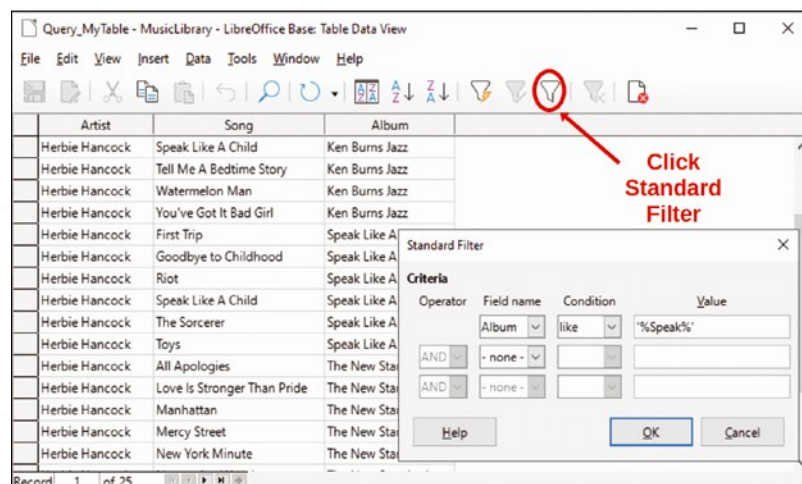 Query_MyTable - MusicLibrary - LibreOffice Base: Table Data View
File Edit View Insert Data Tools Window Help
Artist Song Album
Herbie Hancock Speak Like A Child Ken Burns Jazz
Herbie Hancock Tell Me A Bedtime Story Ken Burns Jazz
Herbie Hancock Watermelon Man Ken Burns Jazz
Herbie Hancock You've Got It Bad Girl Ken Burns Jazz
Herbie Hancock First Trip Speak Like A
Herbie Hancock Goodbye to Childhood Speak Like A
Herbie Hancock Riot Speak Like A
Herbie Hancock Speak Like A Child Speak Like A
Herbie Hancock The Sorcerer Speak Like A
Herbie Hancock Toys Speak Like A
Herbie Hancock All Apologies The New Sta
Herbie Hancock Love Is Stronger Than Pride The New Sta
Herbie Hancock Manhattan The New Sta
Herbie Hancock Mercy Street The New Sta
Herbie Hancock New York Minute The New Sta
Record 1 of 25
Click
Standard
Filter
Standard Filter
Criteria
Operator Field name Condition Value
Album like '%Speak%'
AND - none -
AND - none -
Help OK Cancel